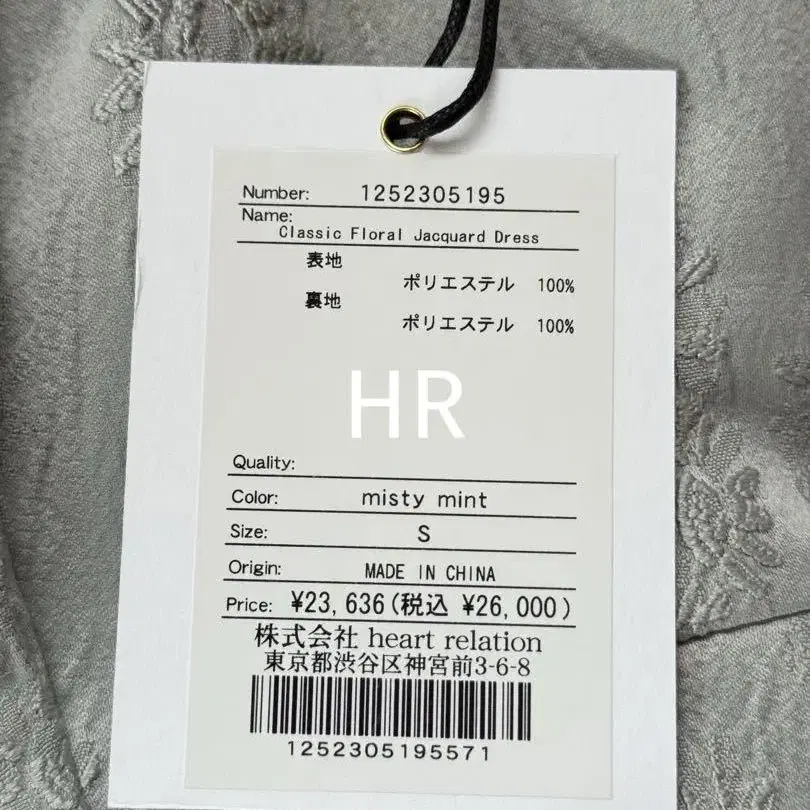 Number: 1252305195
Name:
Classic Floral Jacquard Dress
表地
ポリエステル 100%
裏地
ポリエステル 100%
HR
Quality:
Color: misty mint
Size: S
Origin: MADE IN CHINA
Price: ¥23,636(税込 ¥26,000)
株式会社 heart relation
東京都渋谷区神宮前3-6-8
1252305195571